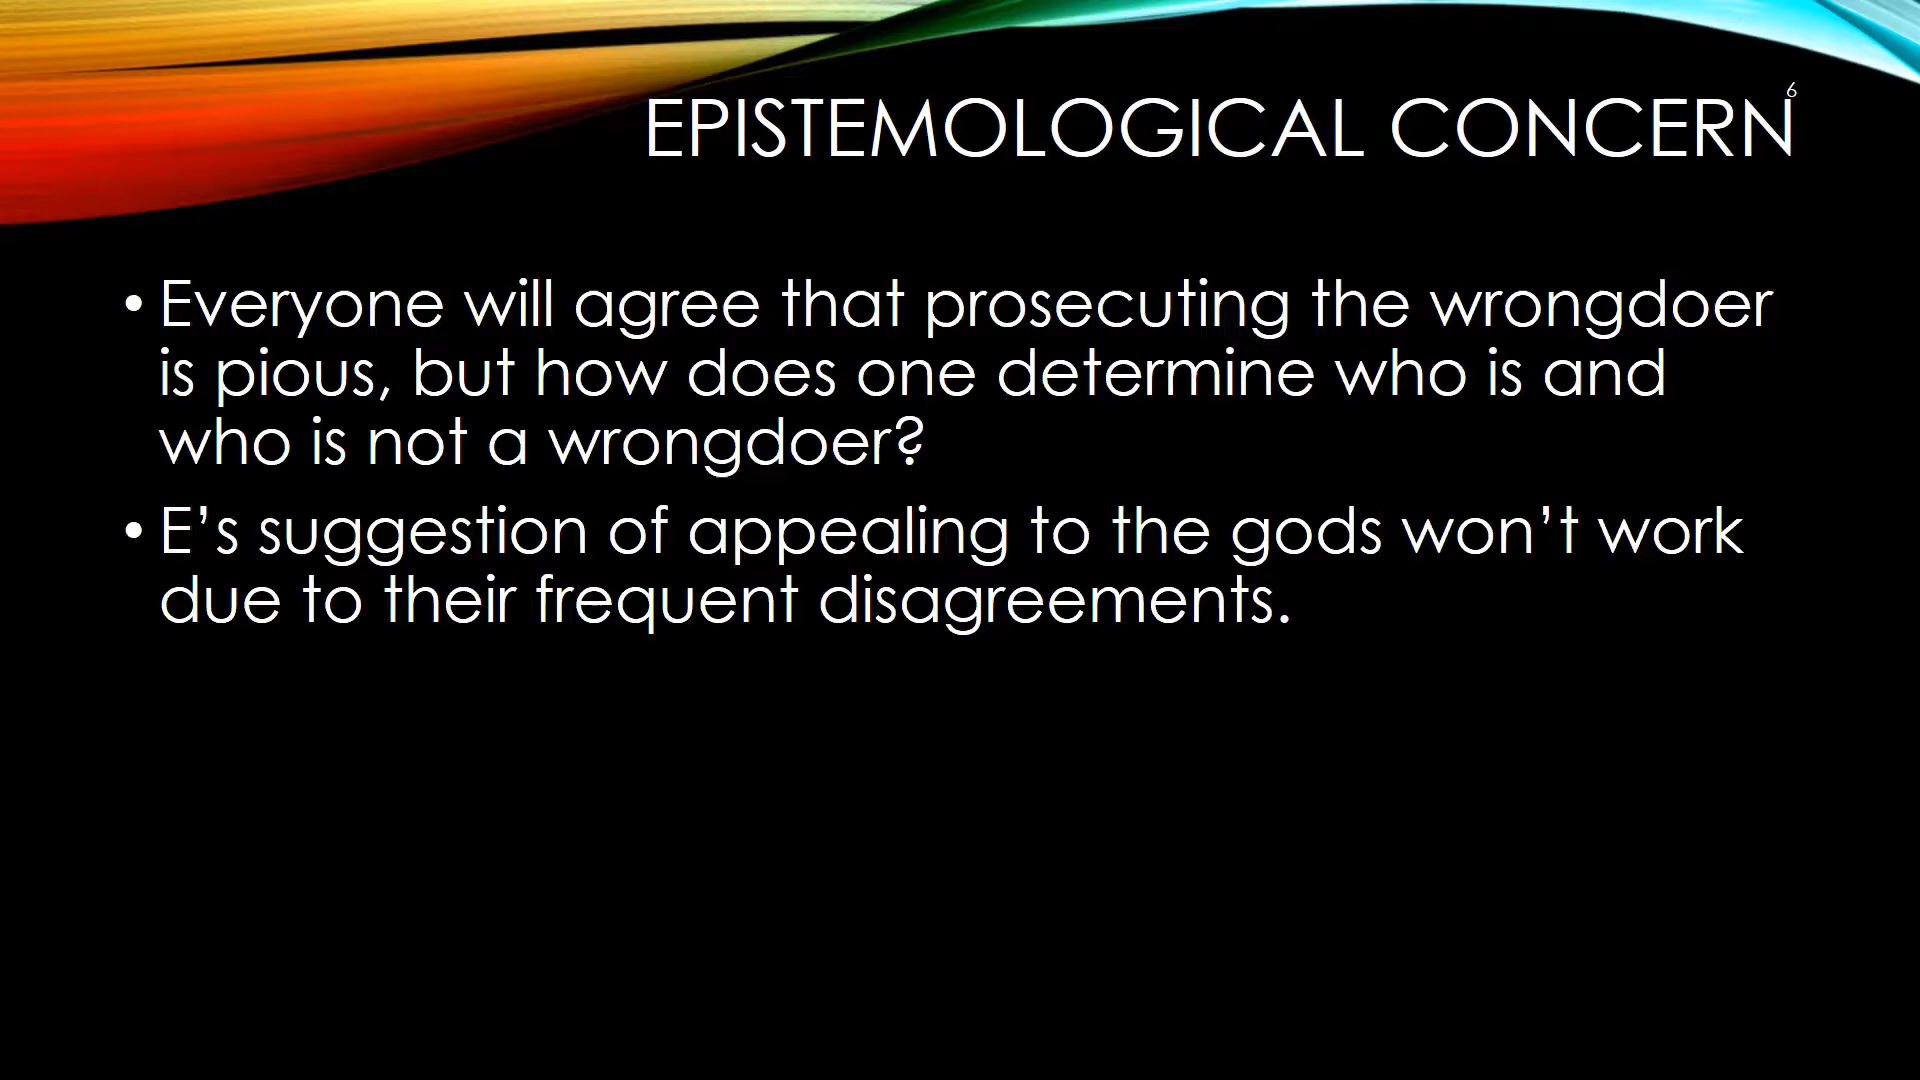 6
EPISTEMOLOGICAL CONCERN
• Everyone will agree that prosecuting the wrongdoer
is pious, but how does one determine who is and
who is not a wrongdoer?
• E’s suggestion of appealing to the gods won’t work
due to their frequent disagreements.